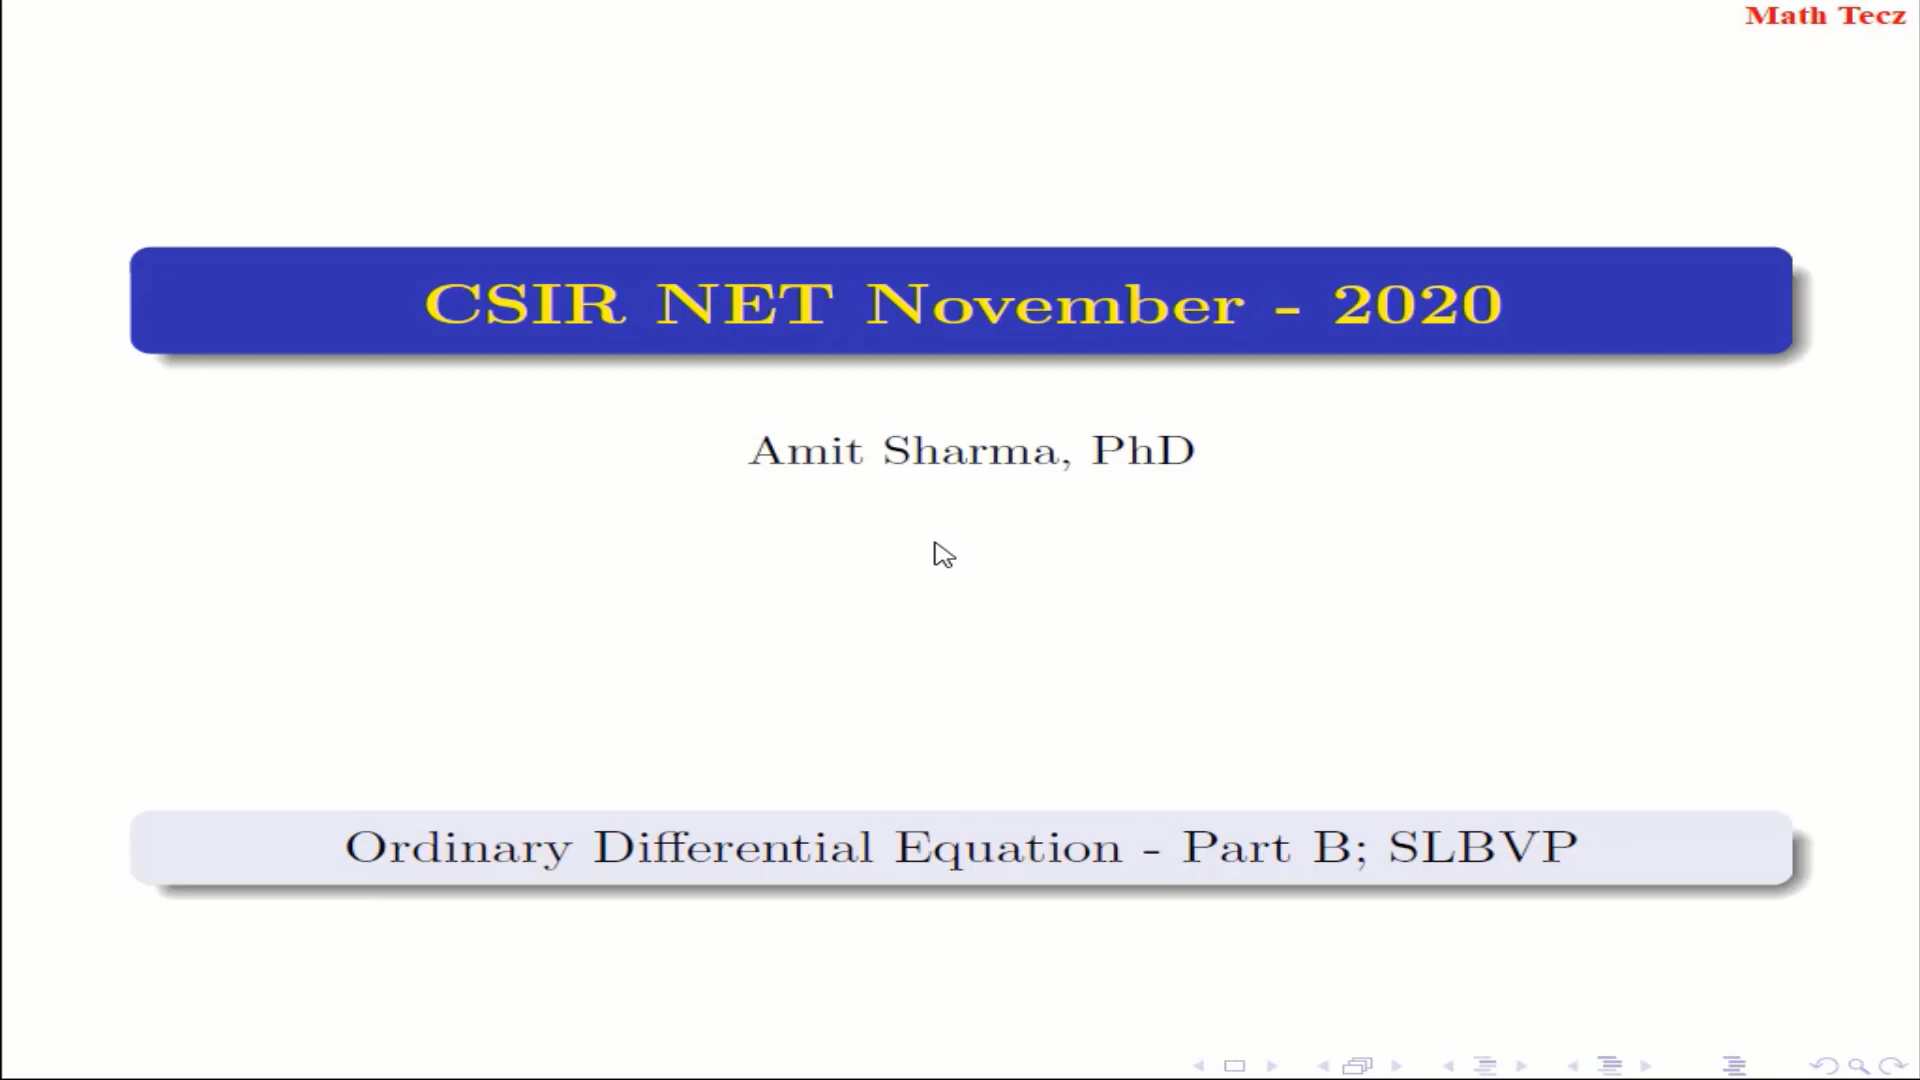 Math Tecz
CSIR NET November - 2020
Amit Sharma, PhD
Ordinary Differential Equation - Part B; SLBVP